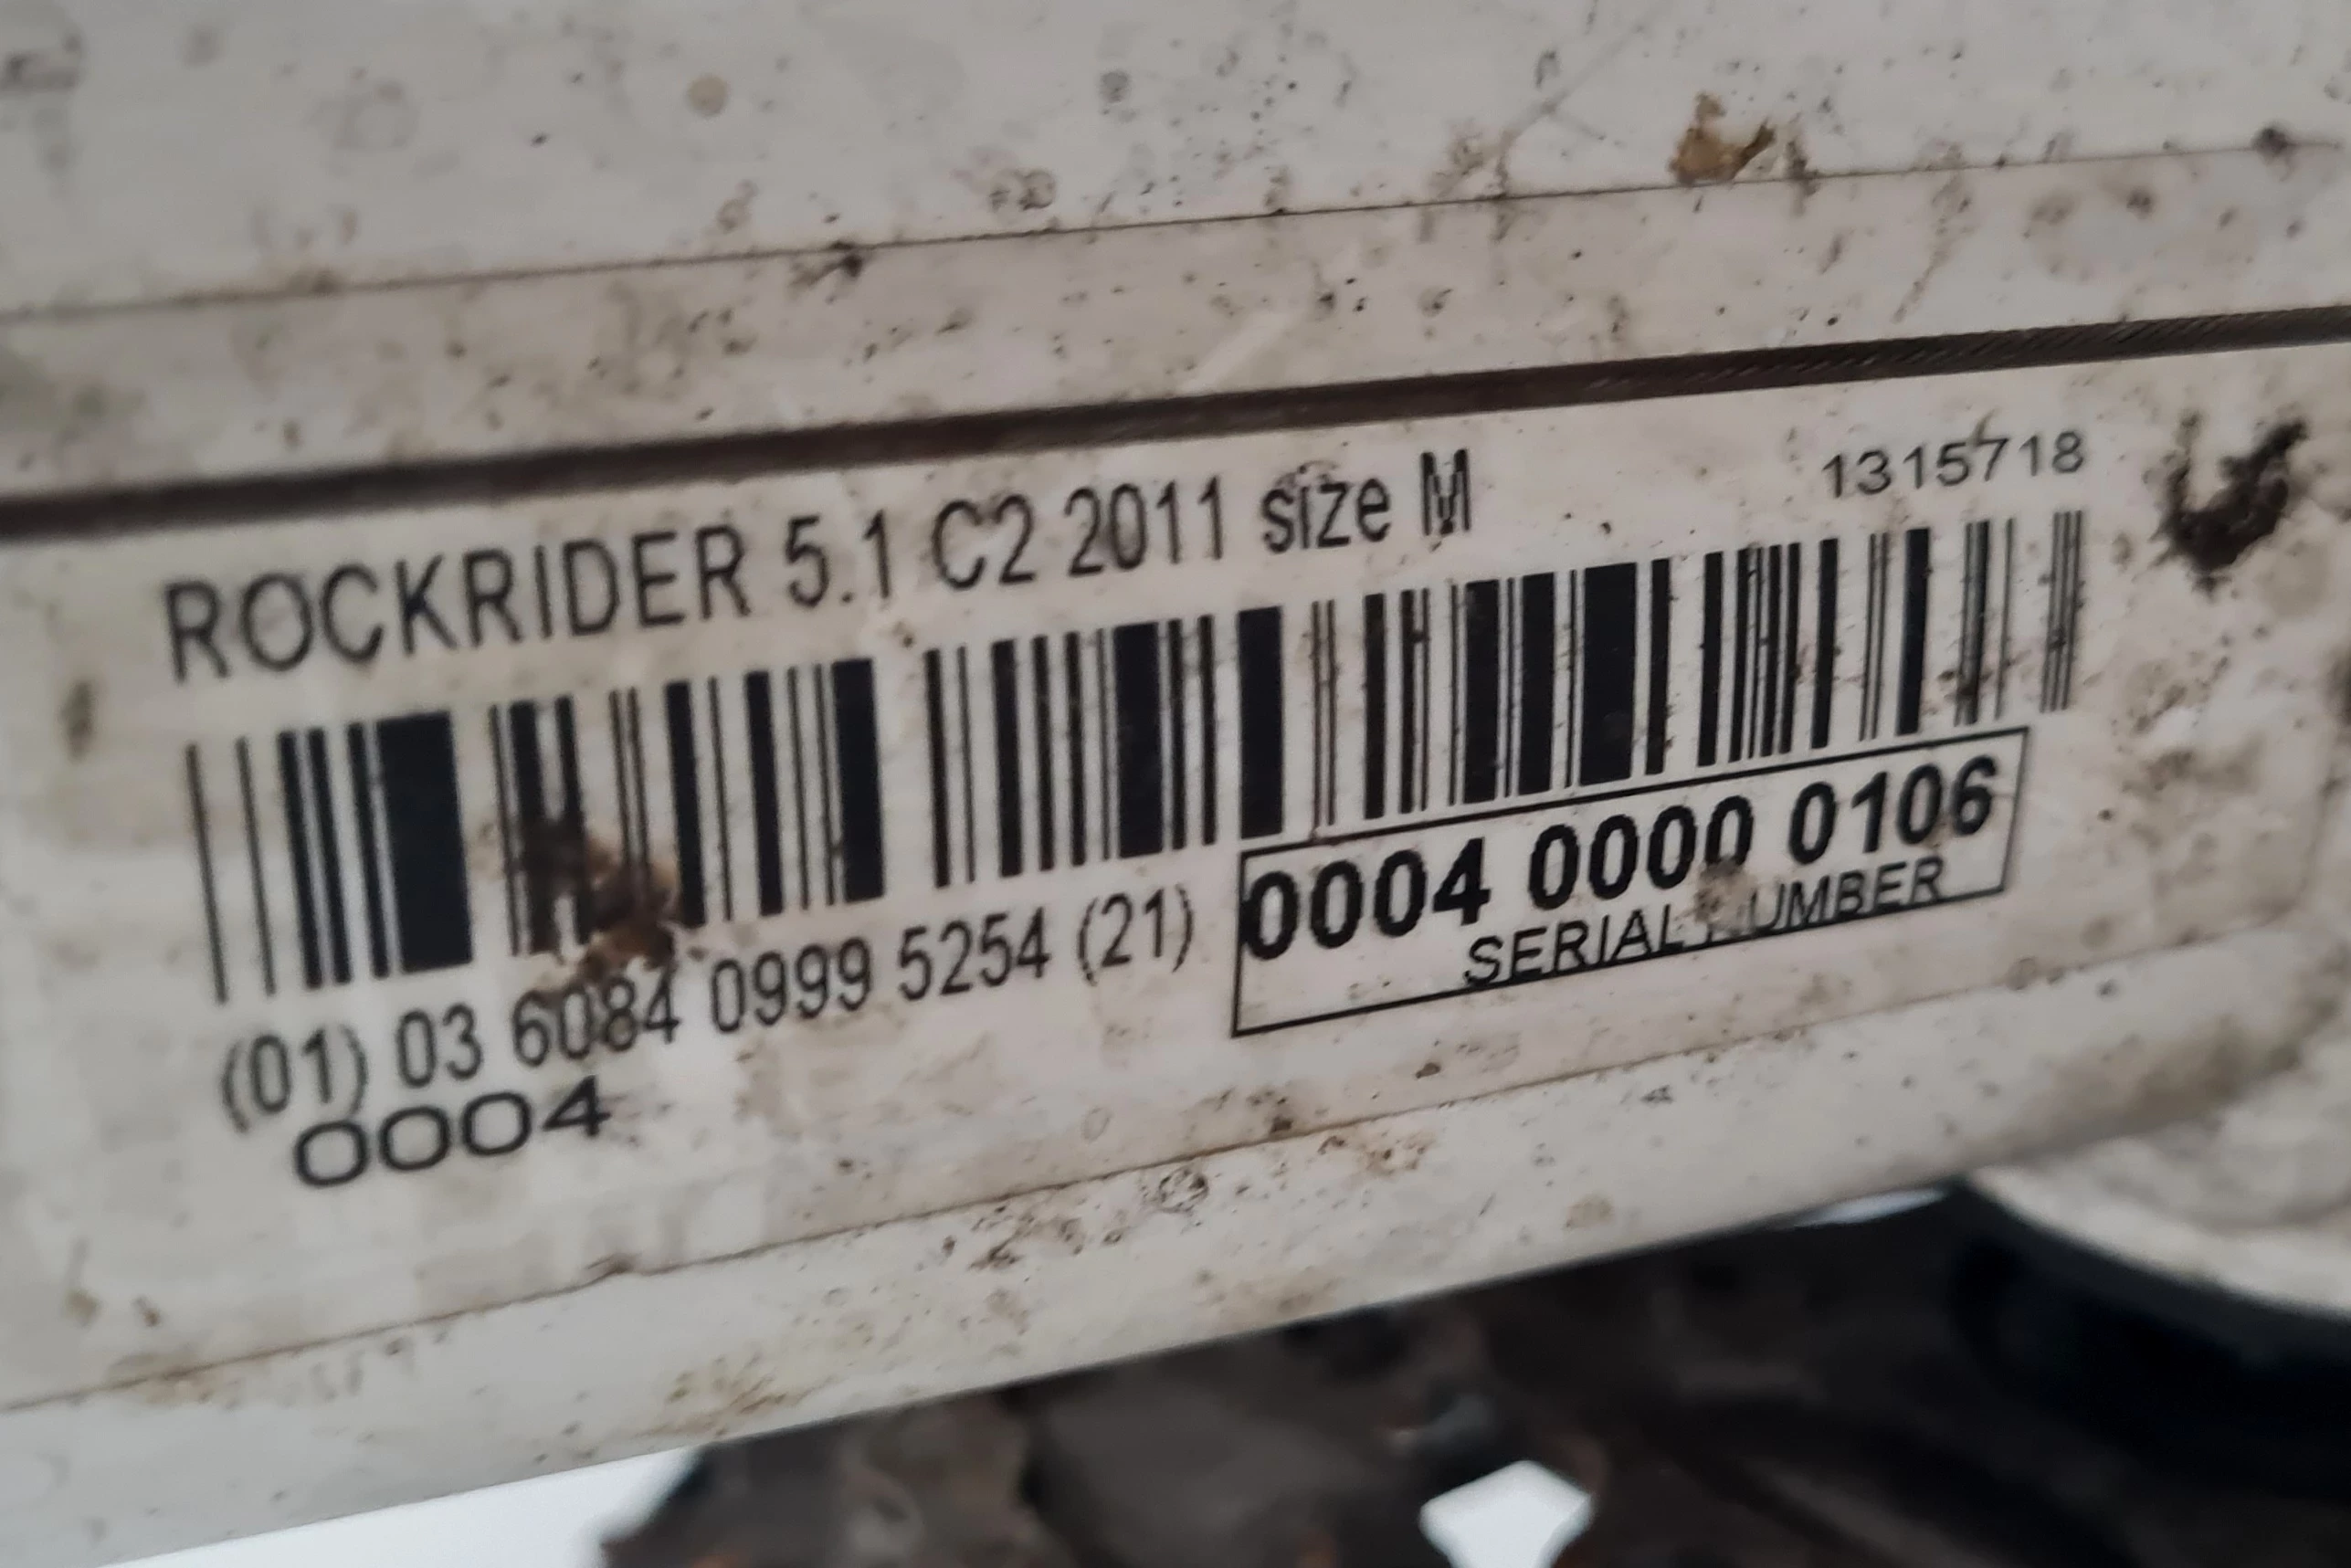 ROCKRIDER 5.1 C2 2011 size M
1315718
(01) 03 6084 0999 5254 (21) 0004 0000 0106
SERIAL NUMBER
0004